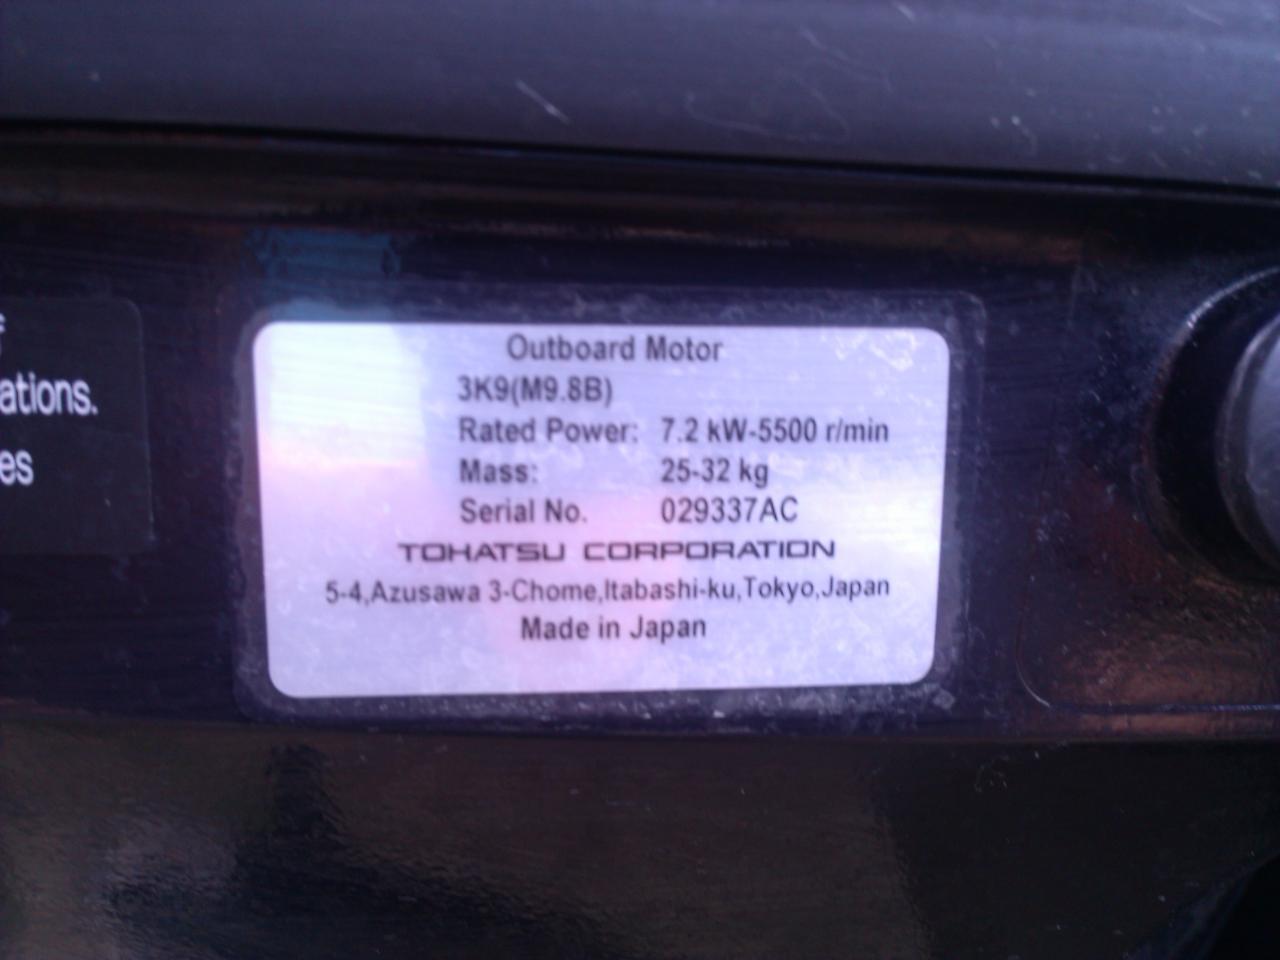 ations.
es
Outboard Motor
3K9(M9.8B)
Rated Power: 7.2 kW-5500 r/min
Mass: 25-32 kg
Serial No. 029337AC
TOHATSU CORPORATION
5-4,Azusawa 3-Chome,Itabashi-ku,Tokyo,Japan
Made in Japan